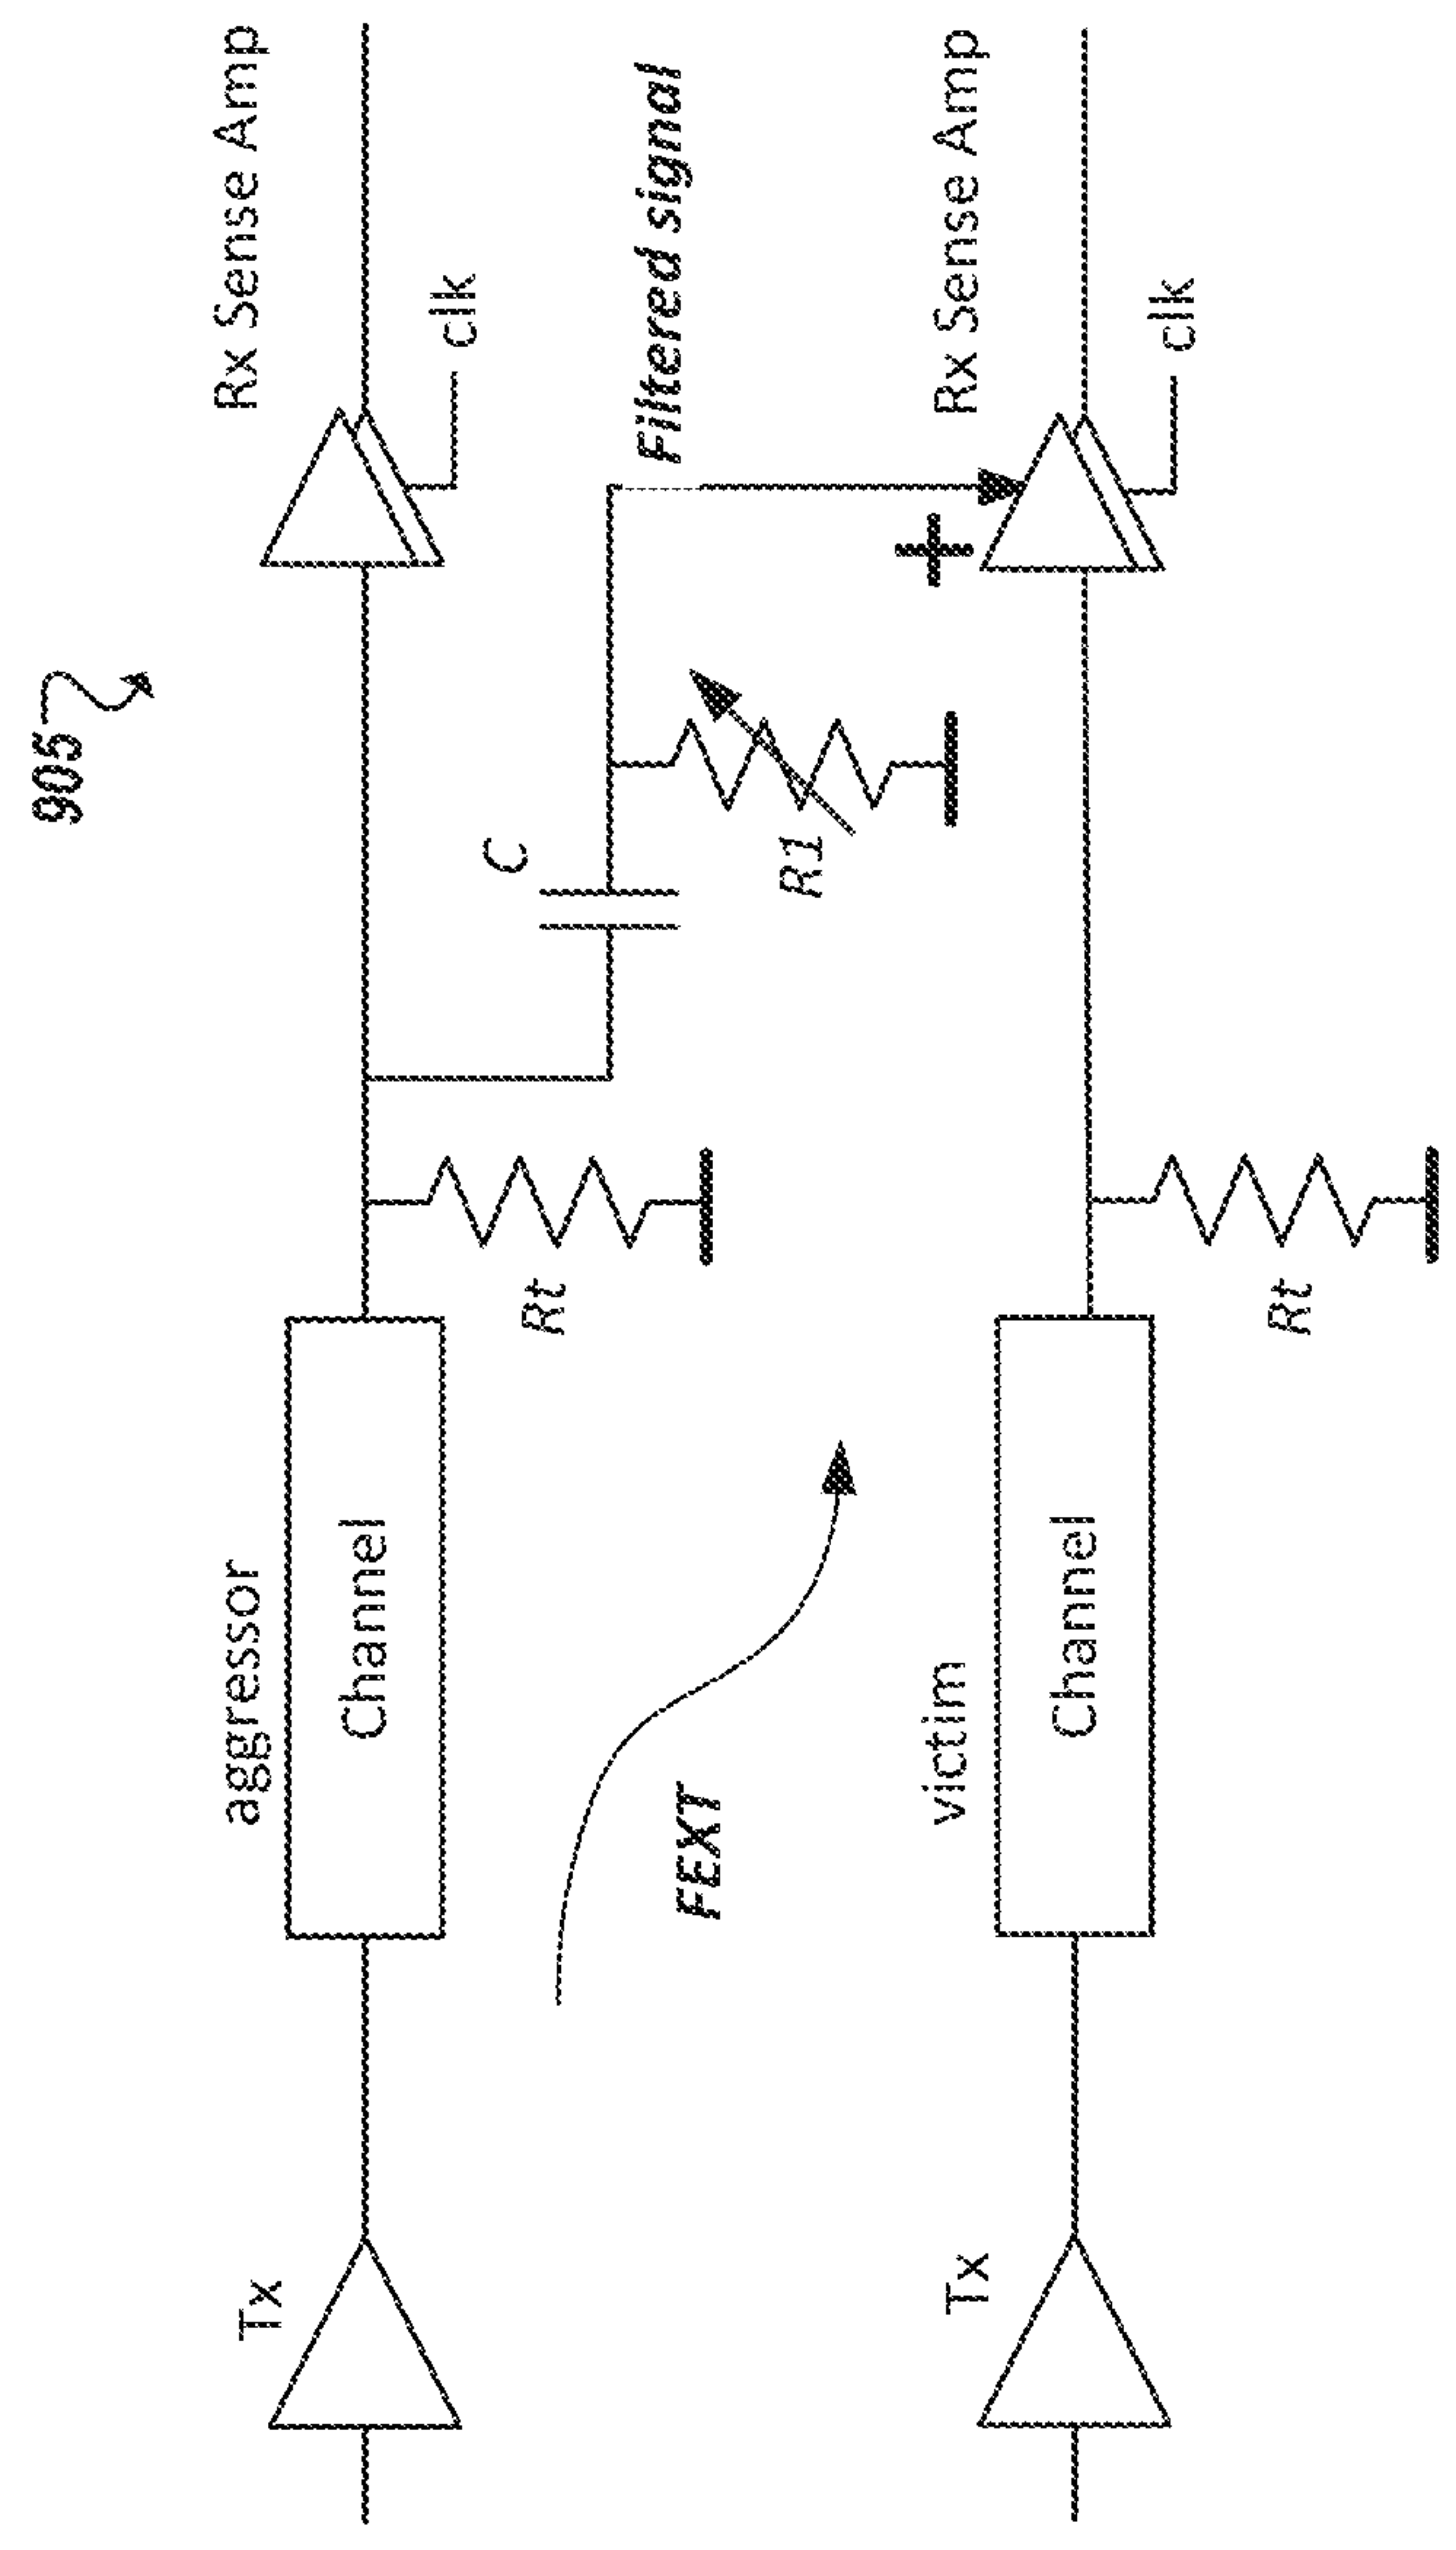 905
Tx
aggressor
Channel
Rt
C
R1
Rx Sense Amp
clk
FEXT
Filtered signal
+
Tx
victim
Channel
Rt
Rx Sense Amp
clk